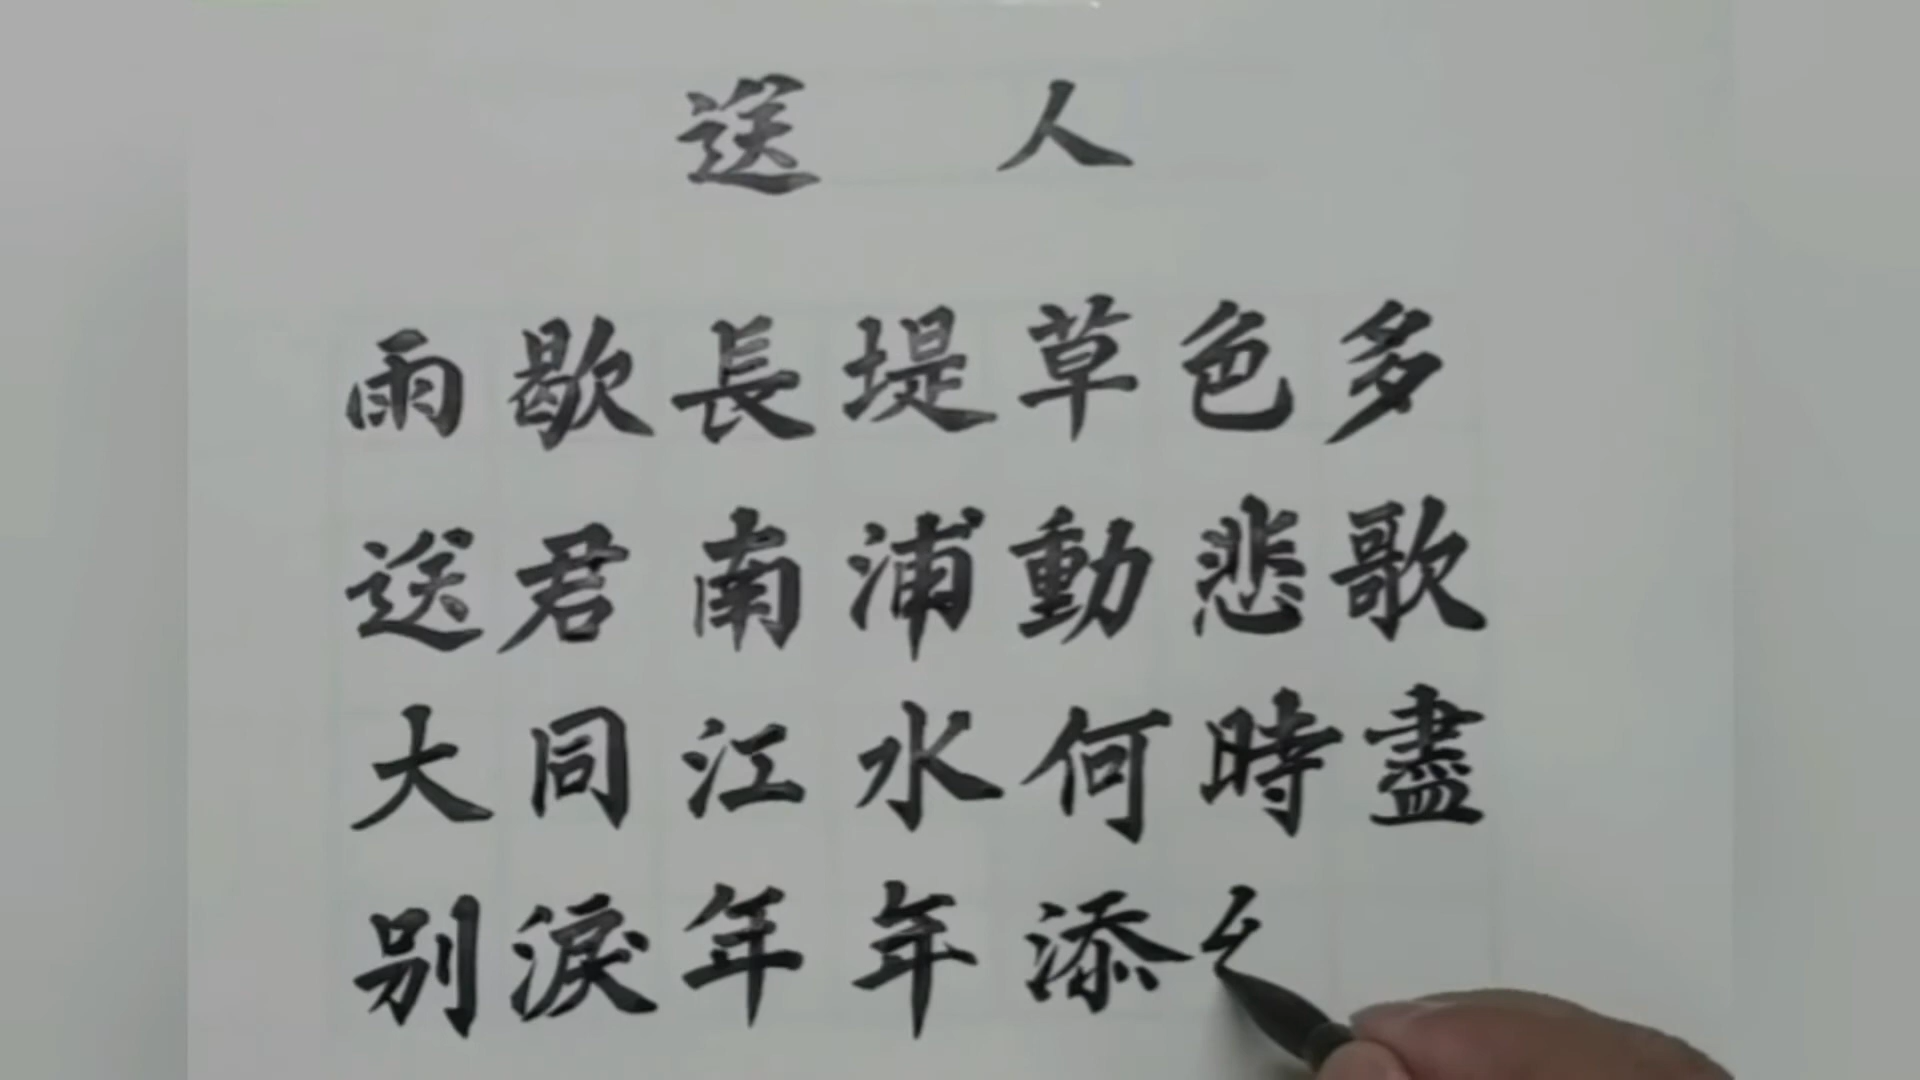 送人
雨歇長堤草色多
送君南浦動悲歌
大同江水何時盡
别淚年年添